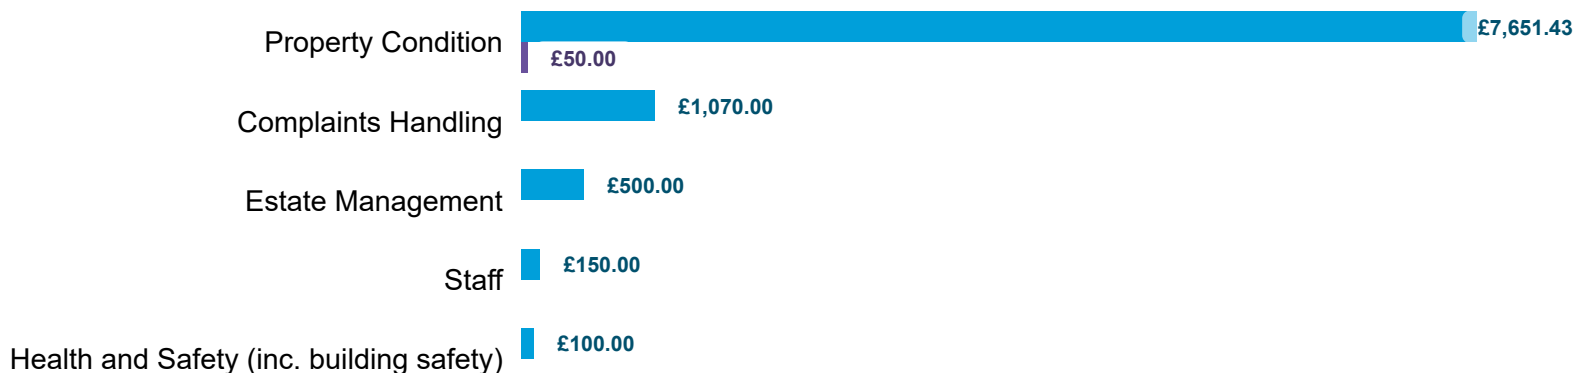 Property Condition
£7,651.43
£50.00
Complaints Handling
£1,070.00
Estate Management
£500.00
Staff
£150.00
Health and Safety (inc. building safety)
£100.00